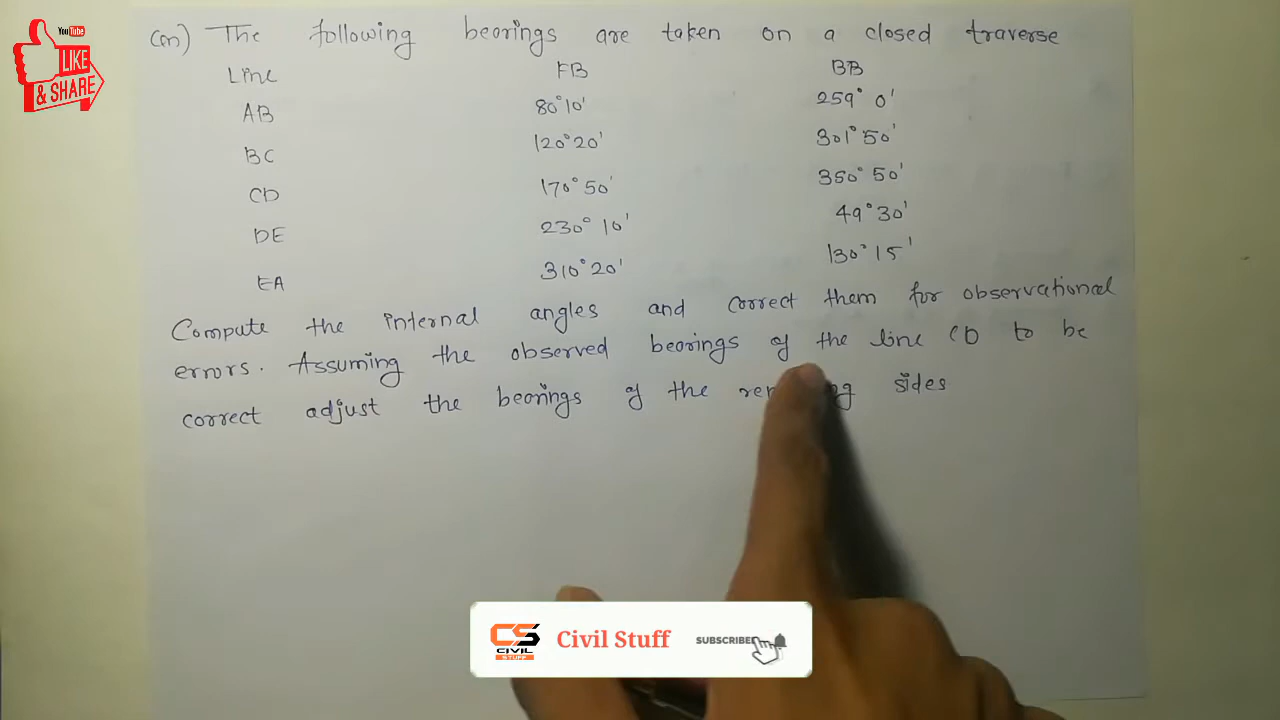 YouTube
LIKE
& SHARE
(m) The following bearings are taken on a closed traverse
Line FB BB
AB 80°10' 259° 0'
BC 120°20' 301°50'
CD 170°50' 350°50'
DE 230°10' 49°30'
EA 310°20' 130°15'
Compute the internal angles and correct them for observational
errors. Assuming the observed bearings of the line CD to be
correct adjust the bearings of the sides
CS
CIVIL
STUFF
Civil Stuff
SUBSCRIBE